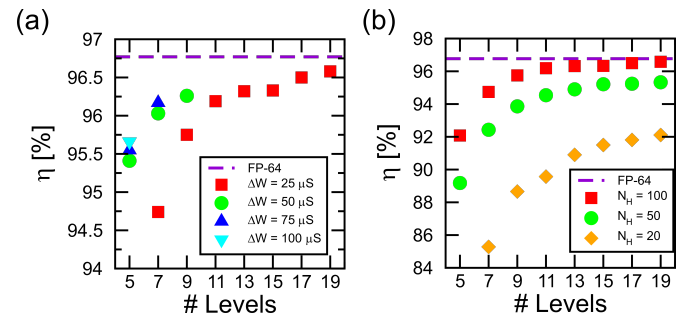 (a)
97
96.5
96
95.5
95
94.5
94
η [%]
FP-64
ΔW = 25 μS
ΔW = 50 μS
ΔW = 75 μS
ΔW = 100 μS
5 7 9 11 13 15 17 19
# Levels
(b)
98
96
94
92
90
88
86
84
η [%]
FP-64
N_H = 100
N_H = 50
N_H = 20
5 7 9 11 13 15 17 19
# Levels